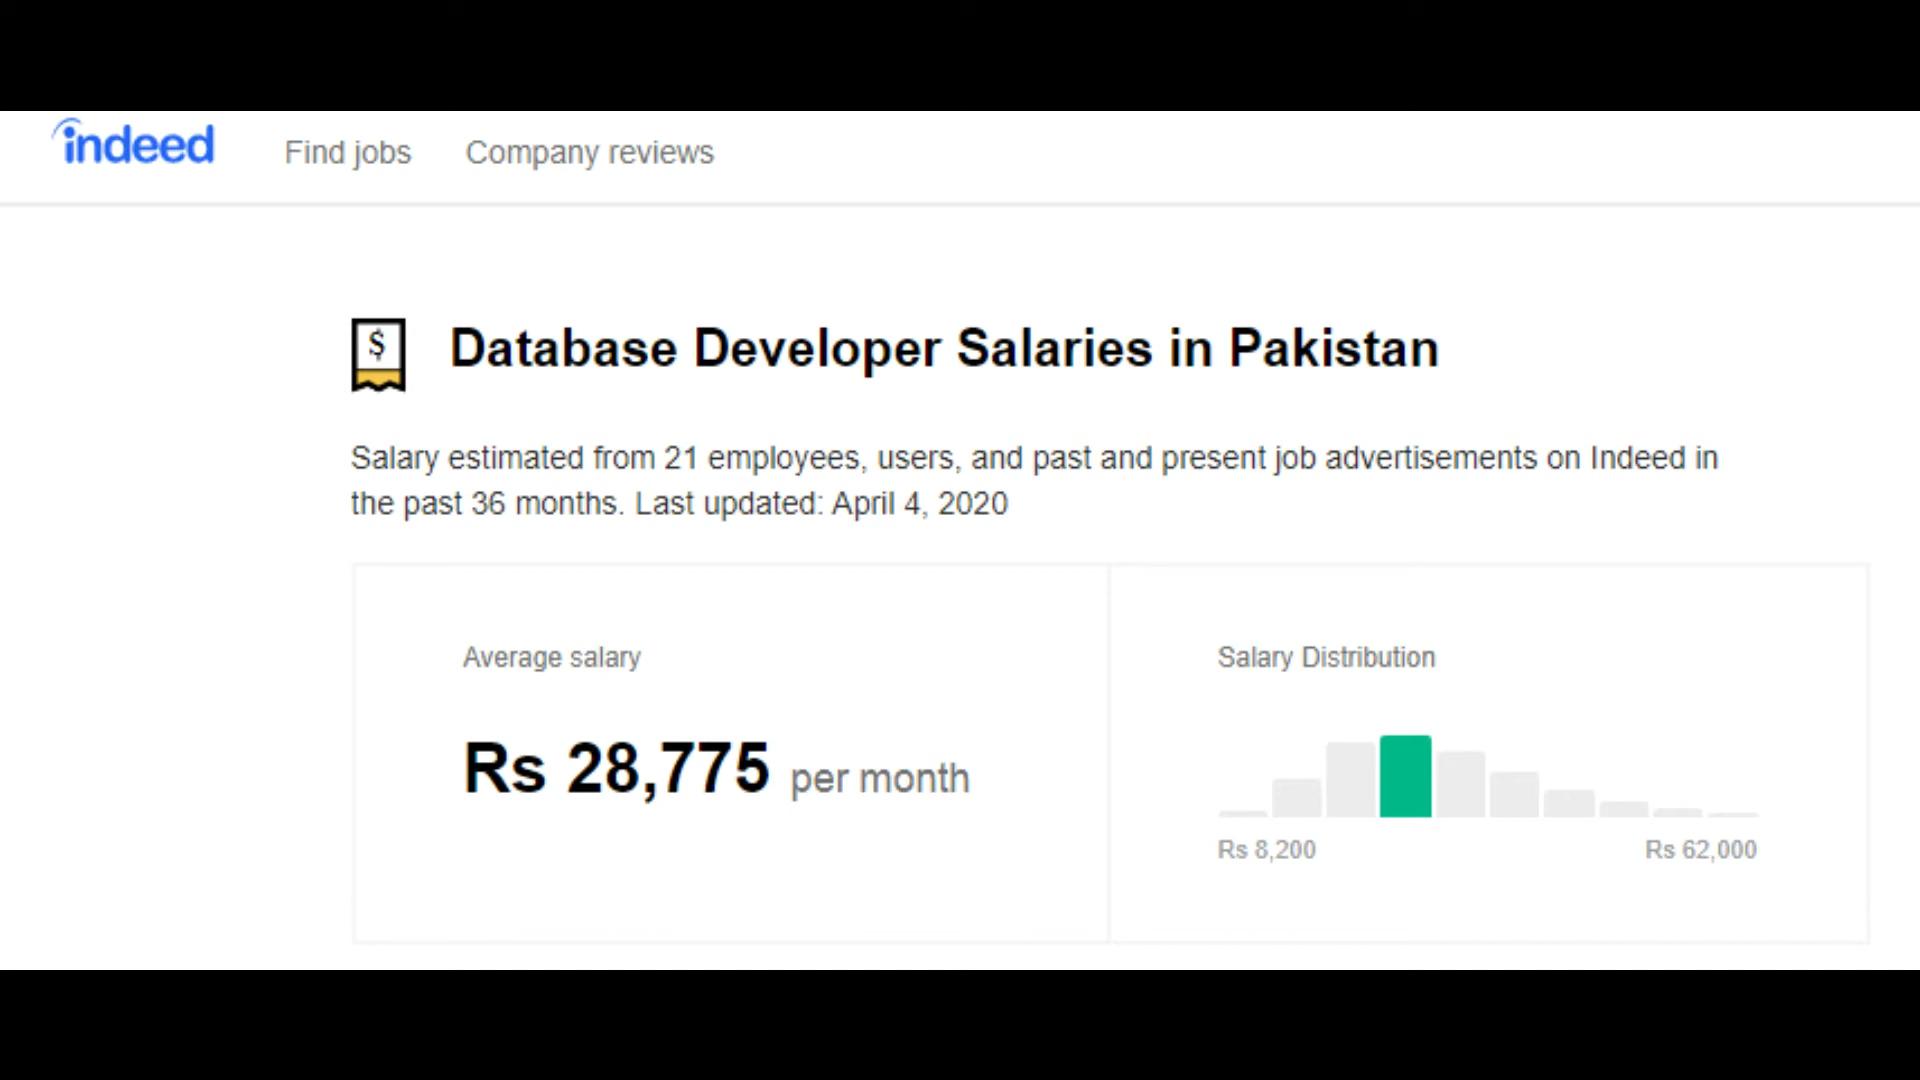 indeed Find jobs Company reviews
$ Database Developer Salaries in Pakistan
Salary estimated from 21 employees, users, and past and present job advertisements on Indeed in
the past 36 months. Last updated: April 4, 2020
Average salary
Rs 28,775 per month
Salary Distribution
Rs 8,200 Rs 62,000